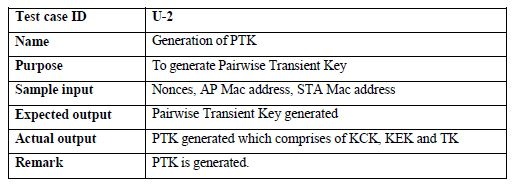 Test case ID U-2
Name Generation of PTK
Purpose To generate Pairwise Transient Key
Sample input Nonces, AP Mac address, STA Mac address
Expected output Pairwise Transient Key generated
Actual output PTK generated which comprises of KCK, KEK and TK
Remark PTK is generated.